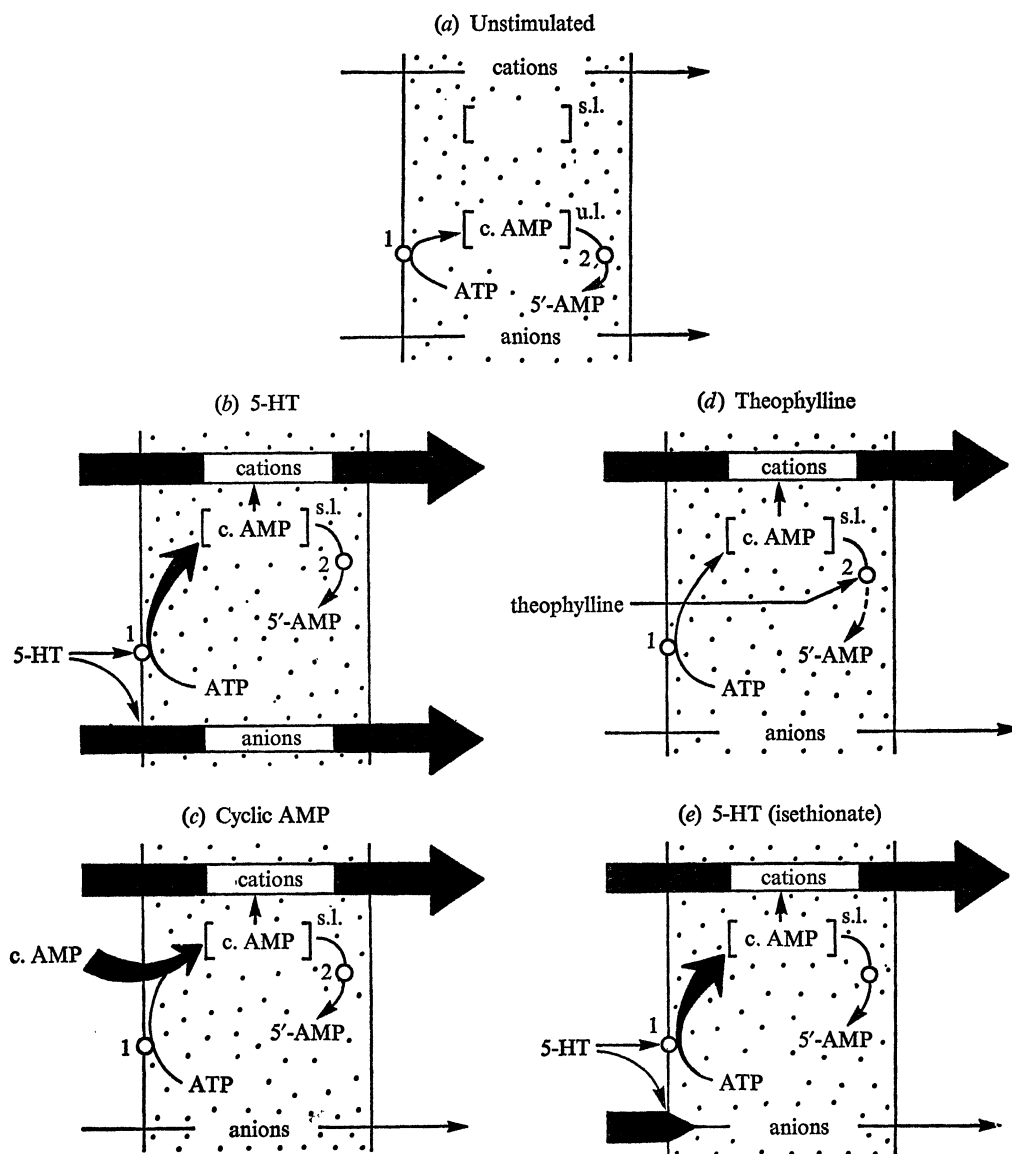 (a) Unstimulated
cations
[ ] s.l.
[c. AMP] u.l.
1
2
ATP
5′-AMP
anions
(b) 5-HT
cations
s.l.
[c. AMP]
2
5′-AMP
1
5-HT
ATP
anions
(d) Theophylline
cations
s.l.
[c. AMP]
2
theophylline
1
5′-AMP
ATP
anions
(c) Cyclic AMP
cations
s.l.
c. AMP
[c. AMP]
2
5′-AMP
1
ATP
anions
(e) 5-HT (isethionate)
cations
s.l.
[c. AMP]
1
5-HT
5′-AMP
ATP
anions